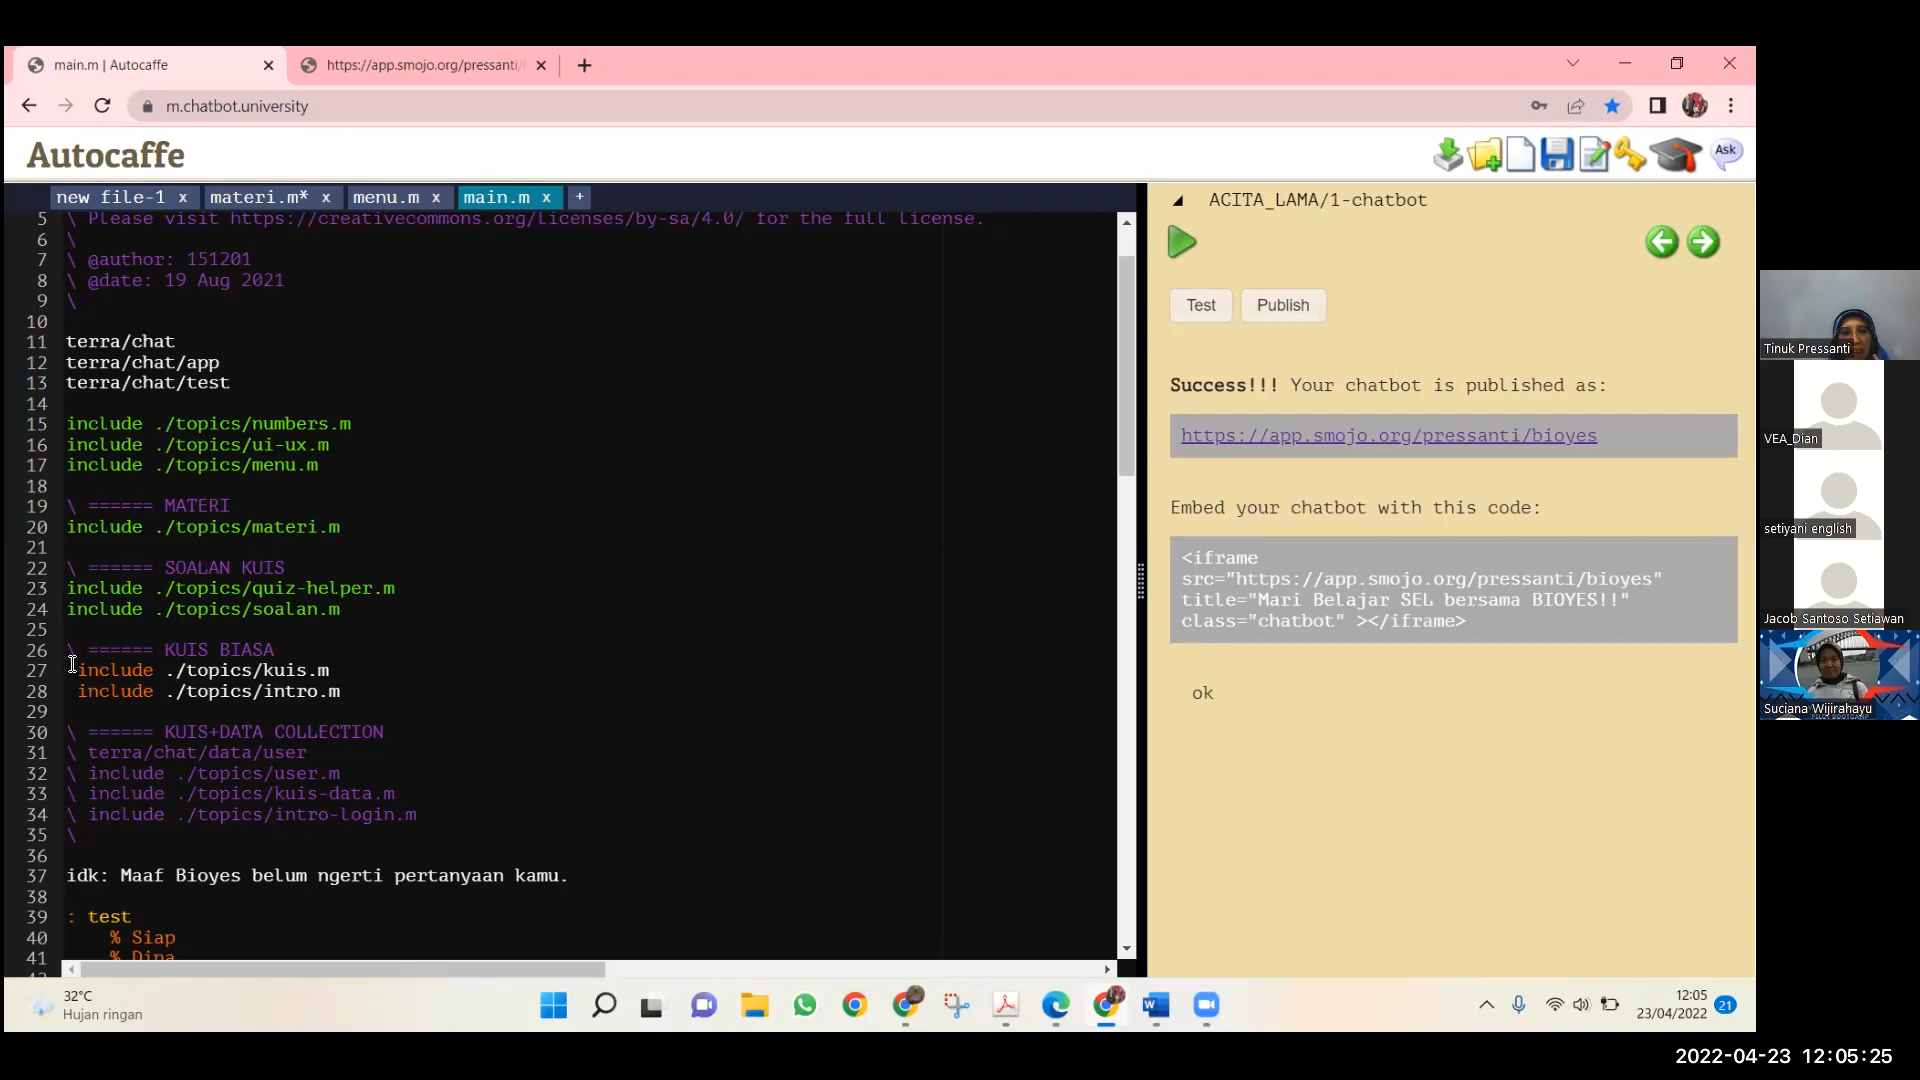 main.m | Autocaffe
https://app.smojo.org/pressanti/
m.chatbot.university
Autocaffe
Ask
new file-1 x
materi.m* x
menu.m x
main.m x
+
5 \ Please visit https://creativecommons.org/licenses/by-sa/4.0/ for the full license.
6 \
7 \ @author: 151201
8 \ @date: 19 Aug 2021
9 \
10
11 terra/chat
12 terra/chat/app
13 terra/chat/test
14
15 include ./topics/numbers.m
16 include ./topics/ui-ux.m
17 include ./topics/menu.m
18
19 \ ====== MATERI
20 include ./topics/materi.m
21
22 \ ====== SOALAN KUIS
23 include ./topics/quiz-helper.m
24 include ./topics/soalan.m
25
26 \ ====== KUIS BIASA
27 include ./topics/kuis.m
28 include ./topics/intro.m
29
30 \ ====== KUIS+DATA COLLECTION
31 \ terra/chat/data/user
32 \ include ./topics/user.m
33 \ include ./topics/kuis-data.m
34 \ include ./topics/intro-login.m
35 \
36
37 idk: Maaf Bioyes belum ngerti pertanyaan kamu.
38
39 : test
40 % Siap
41 % Dina
ACITA_LAMA/1-chatbot
Test
Publish
Success!!! Your chatbot is published as:
https://app.smojo.org/pressanti/bioyes
Embed your chatbot with this code:
<iframe
src="https://app.smojo.org/pressanti/bioyes"
title="Mari Belajar SEL bersama BIOYES!!"
class="chatbot" ></iframe>
ok
Tinuk Pressanti
VEA_Dian
setiyani english
Jacob Santoso Setiawan
Suciana Wijirahayu
32°C
Hujan ringan
12:05
23/04/2022
21
2022-04-23 12:05:25